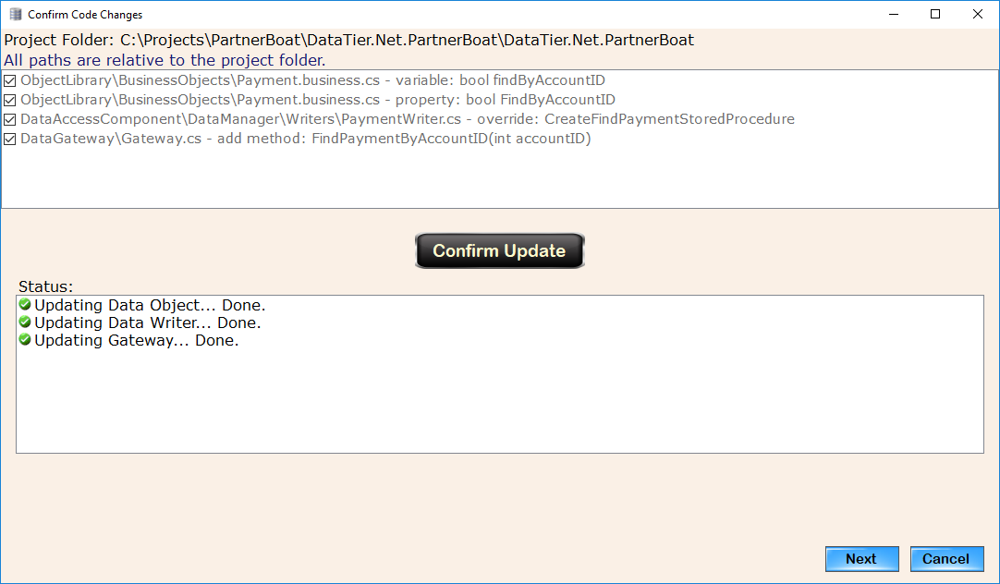 Confirm Code Changes
Project Folder: C:\Projects\PartnerBoat\DataTier.Net.PartnerBoat\DataTier.Net.PartnerBoat
All paths are relative to the project folder.
ObjectLibrary\BusinessObjects\Payment.business.cs - variable: bool findByAccountID
ObjectLibrary\BusinessObjects\Payment.business.cs - property: bool FindByAccountID
DataAccessComponent\DataManager\Writers\PaymentWriter.cs - override: CreateFindPaymentStoredProcedure
DataGateway\Gateway.cs - add method: FindPaymentByAccountID(int accountID)
Confirm Update
Status:
Updating Data Object... Done.
Updating Data Writer... Done.
Updating Gateway... Done.
Next Cancel